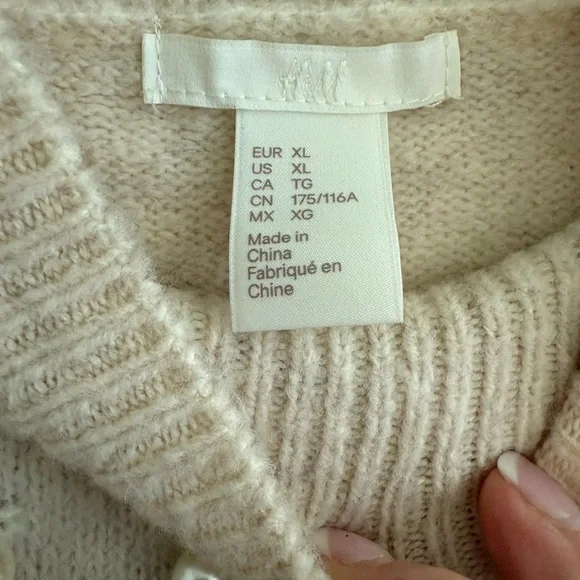 H&M
EUR XL
US XL
CA TG
CN 175/116A
MX XG
Made in
China
Fabriqué en
Chine